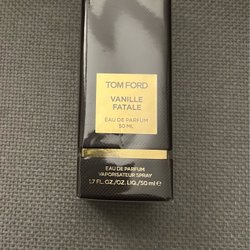 TOM FORD
VANILLE
FATALE
EAU DE PARFUM
50 ML
EAU DE PARFUM
VAPORISATEUR SPRAY
1.7 FL. OZ./OZ. LIQ./50 ml ℮